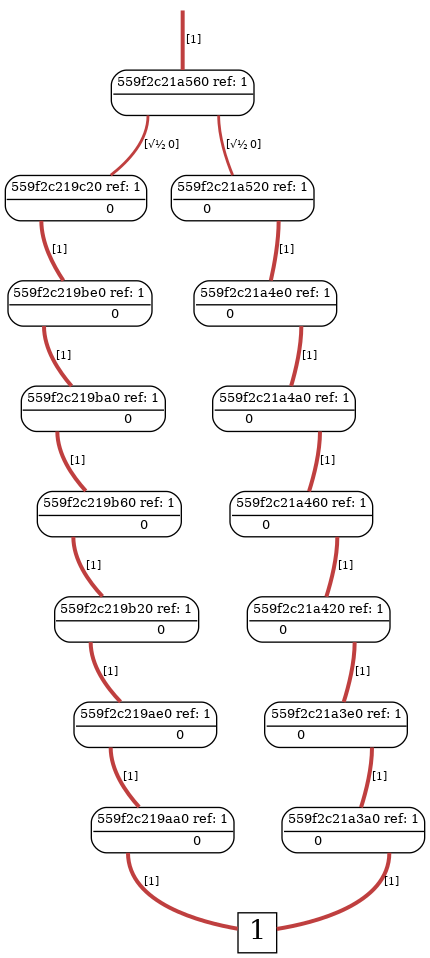 [1]
559f2c21a560 ref: 1
[√½ 0] [√½ 0]
559f2c219c20 ref: 1 559f2c21a520 ref: 1
0 0
[1] [1]
559f2c219be0 ref: 1 559f2c21a4e0 ref: 1
0 0
[1] [1]
559f2c219ba0 ref: 1 559f2c21a4a0 ref: 1
0 0
[1] [1]
559f2c219b60 ref: 1 559f2c21a460 ref: 1
0 0
[1] [1]
559f2c219b20 ref: 1 559f2c21a420 ref: 1
0 0
[1] [1]
559f2c219ae0 ref: 1 559f2c21a3e0 ref: 1
0 0
[1] [1]
559f2c219aa0 ref: 1 559f2c21a3a0 ref: 1
0 0
[1] [1]
1